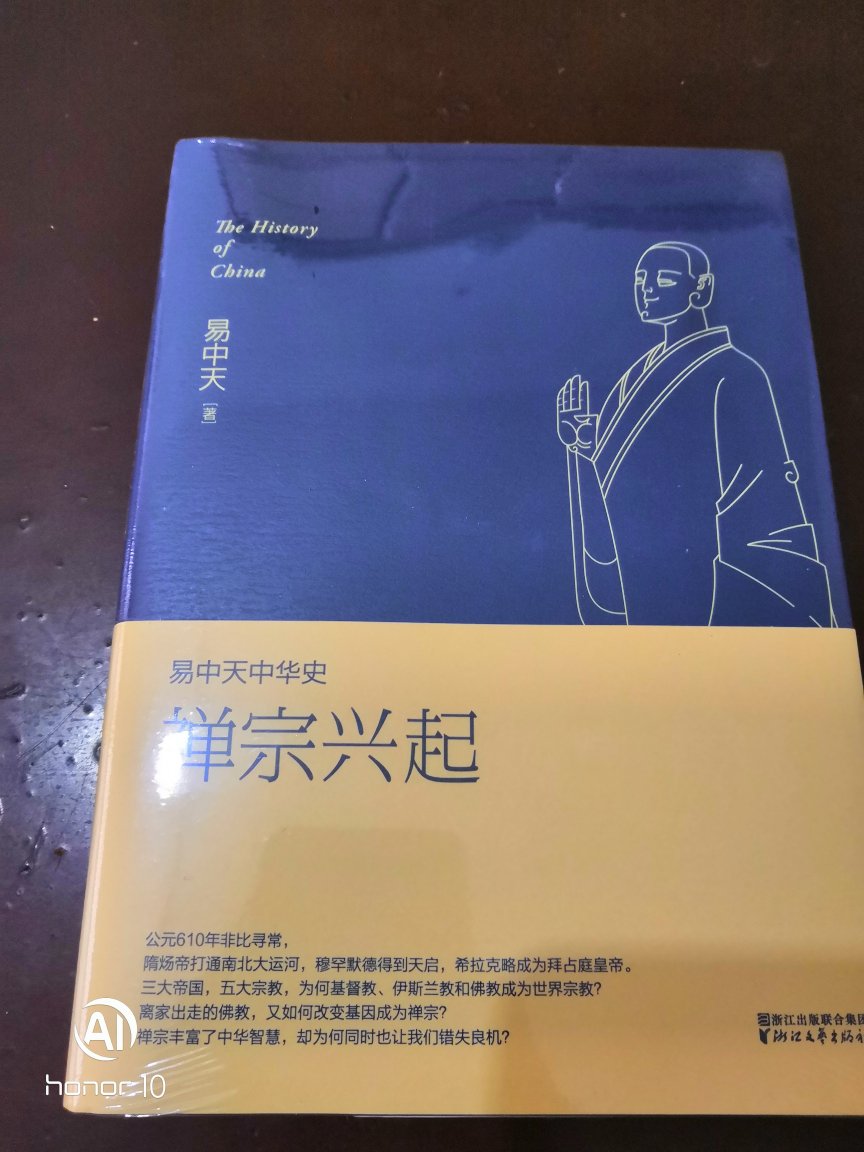 The History
of
China
易中天
[著]
易中天中华史
禅宗兴起
公元610年非比寻常，
隋炀帝打通南北大运河，穆罕默德得到天启，希拉克略成为拜占庭皇帝。
三大帝国，五大宗教，为何基督教、伊斯兰教和佛教成为世界宗教？
离家出走的佛教，又如何改变基因成为禅宗？
禅宗丰富了中华智慧，却为何同时也让我们错失良机？
浙江出版联合集团
浙江文艺出版社
AI
honor 10